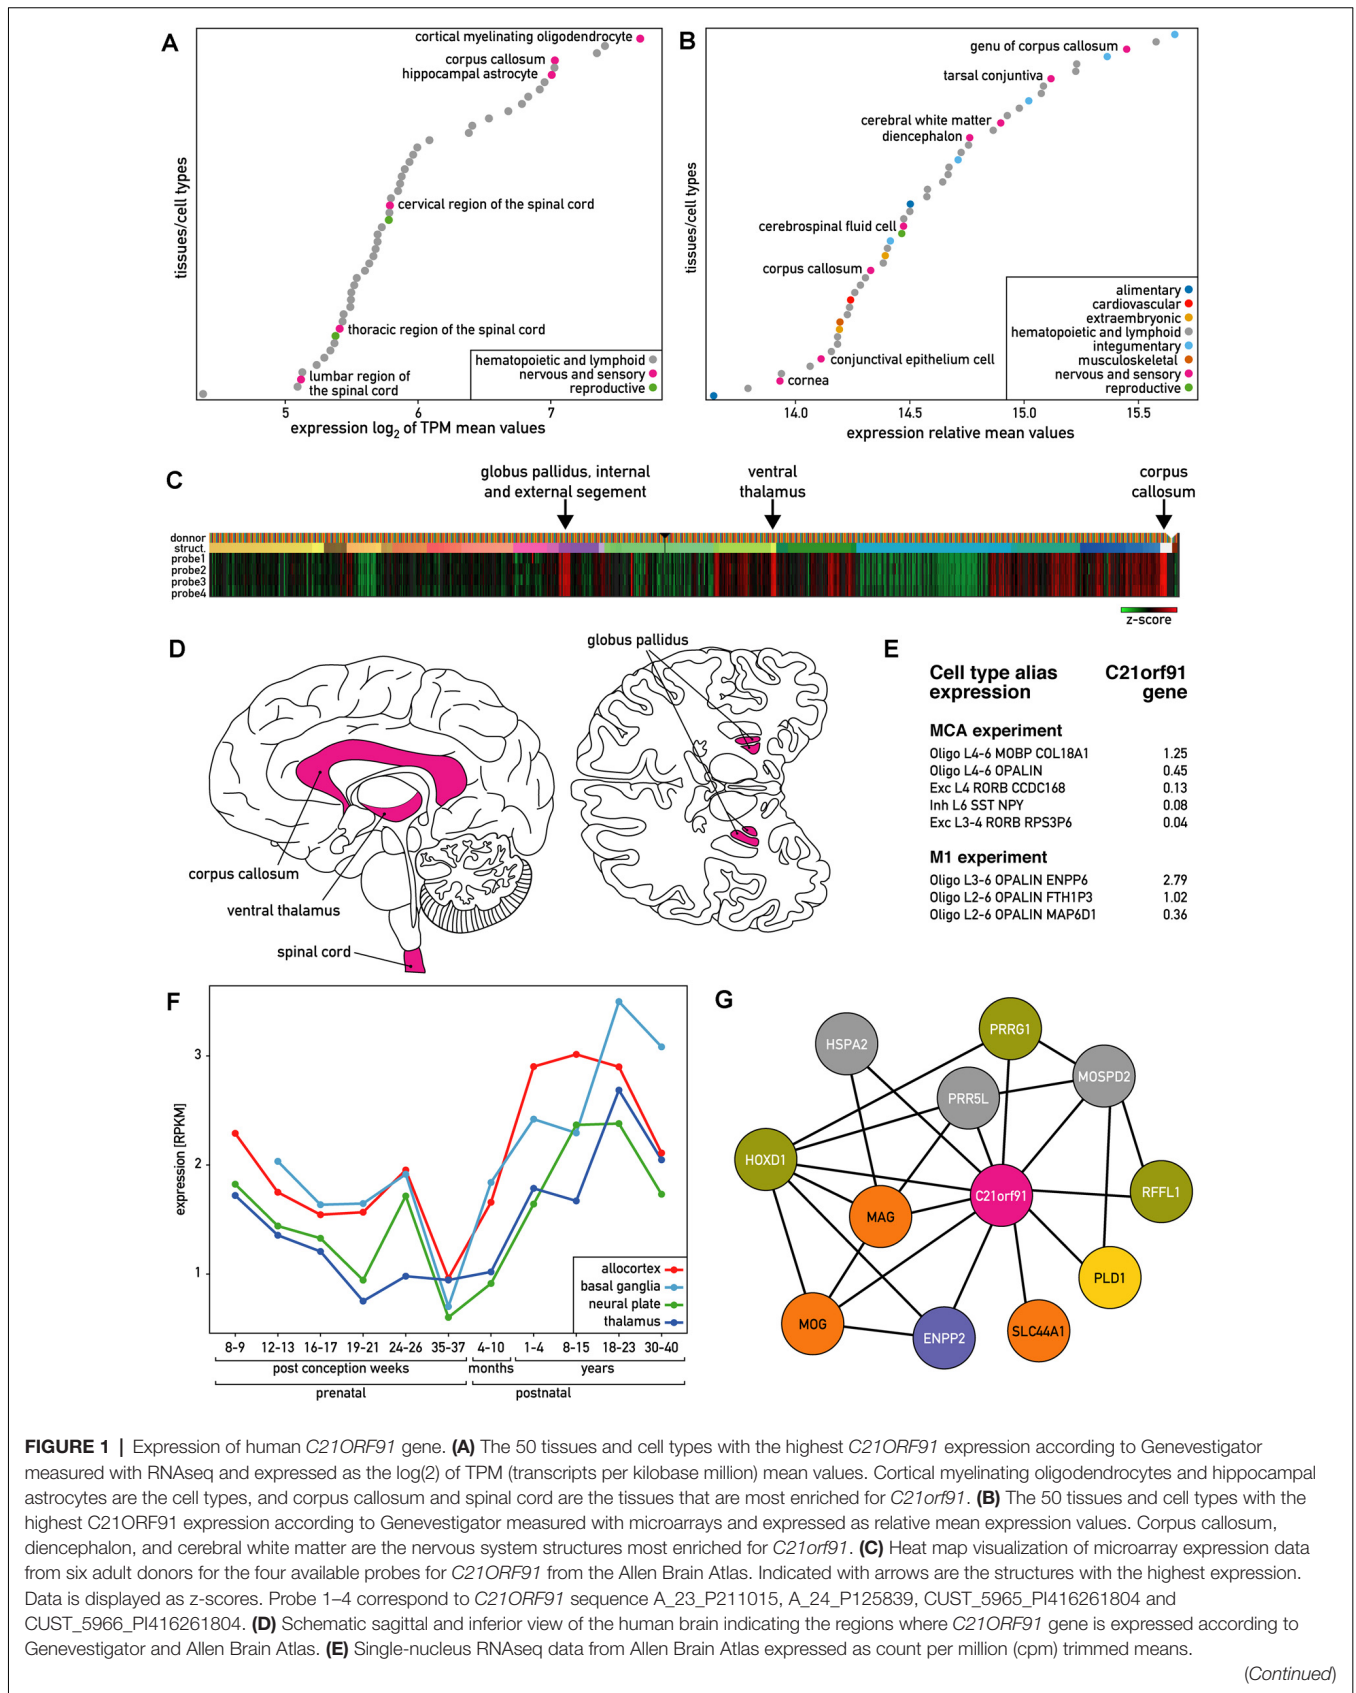 A
cortical myelinating oligodendrocyte
corpus callosum
hippocampal astrocyte
cervical region of the spinal cord
thoracic region of the spinal cord
lumbar region of
the spinal cord
hematopoietic and lymphoid
nervous and sensory
reproductive
tissues/cell types
5 6 7
expression log2 of TPM mean values
B
genu of corpus callosum
tarsal conjuntiva
cerebral white matter
diencephalon
cerebrospinal fluid cell
corpus callosum
conjunctival epithelium cell
cornea
alimentary
cardiovascular
extraembryonic
hematopoietic and lymphoid
integumentary
musculoskeletal
nervous and sensory
reproductive
tissues/cell types
14.0 14.5 15.0 15.5
expression relative mean values
C
globus pallidus, internal
and external segement
ventral
thalamus
corpus
callosum
donnor
struct.
probe1
probe2
probe3
probe4
z-score
D
globus pallidus
corpus callosum
ventral thalamus
spinal cord
E
Cell type alias C21orf91
expression gene
MCA experiment
Oligo L4-6 MOBP COL18A1 1.25
Oligo L4-6 OPALIN 0.45
Exc L4 RORB CCDC168 0.13
Inh L6 SST NPY 0.08
Exc L3-4 RORB RPS3P6 0.04
M1 experiment
Oligo L3-6 OPALIN ENPP6 2.79
Oligo L2-6 OPALIN FTH1P3 1.02
Oligo L2-6 OPALIN MAP6D1 0.36
F
expression [RPKM]
3
2
1
allocortex
basal ganglia
neural plate
thalamus
8-9 12-13 16-17 19-21 24-26 35-37 4-10 1-4 8-15 18-23 30-40
post conception weeks months years
prenatal postnatal
G
HSPA2
PRRG1
MOSPD2
PRR5L
HOXD1
C21orf91
RFFL1
MAG
PLD1
MOG
ENPP2
SLC44A1
FIGURE 1 | Expression of human C21ORF91 gene. (A) The 50 tissues and cell types with the highest C21ORF91 expression according to Genevestigator
measured with RNAseq and expressed as the log(2) of TPM (transcripts per kilobase million) mean values. Cortical myelinating oligodendrocytes and hippocampal
astrocytes are the cell types, and corpus callosum and spinal cord are the tissues that are most enriched for C21orf91. (B) The 50 tissues and cell types with the
highest C21ORF91 expression according to Genevestigator measured with microarrays and expressed as relative mean expression values. Corpus callosum,
diencephalon, and cerebral white matter are the nervous system structures most enriched for C21orf91. (C) Heat map visualization of microarray expression data
from six adult donors for the four available probes for C21ORF91 from the Allen Brain Atlas. Indicated with arrows are the structures with the highest expression.
Data is displayed as z-scores. Probe 1–4 correspond to C21ORF91 sequence A_23_P211015, A_24_P125839, CUST_5965_PI416261804 and
CUST_5966_PI416261804. (D) Schematic sagittal and inferior view of the human brain indicating the regions where C21ORF91 gene is expressed according to
Genevestigator and Allen Brain Atlas. (E) Single-nucleus RNAseq data from Allen Brain Atlas expressed as count per million (cpm) trimmed means.
(Continued)